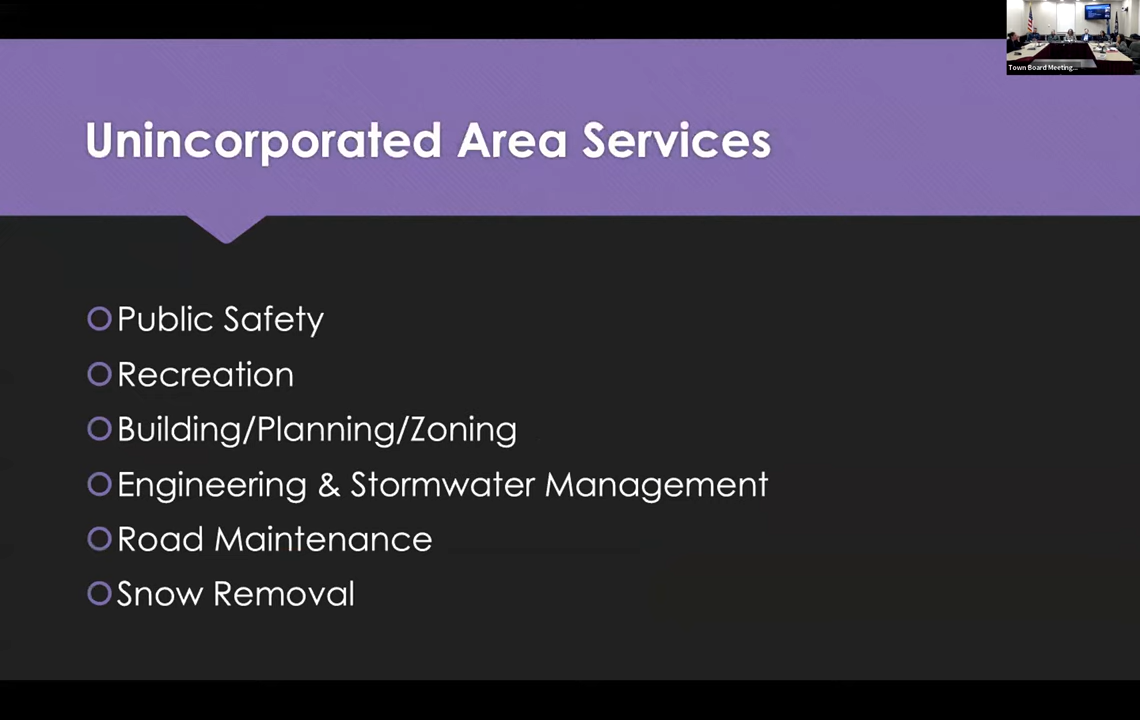 Town Board Meeting...
Unincorporated Area Services
Public Safety
Recreation
Building/Planning/Zoning
Engineering & Stormwater Management
Road Maintenance
Snow Removal